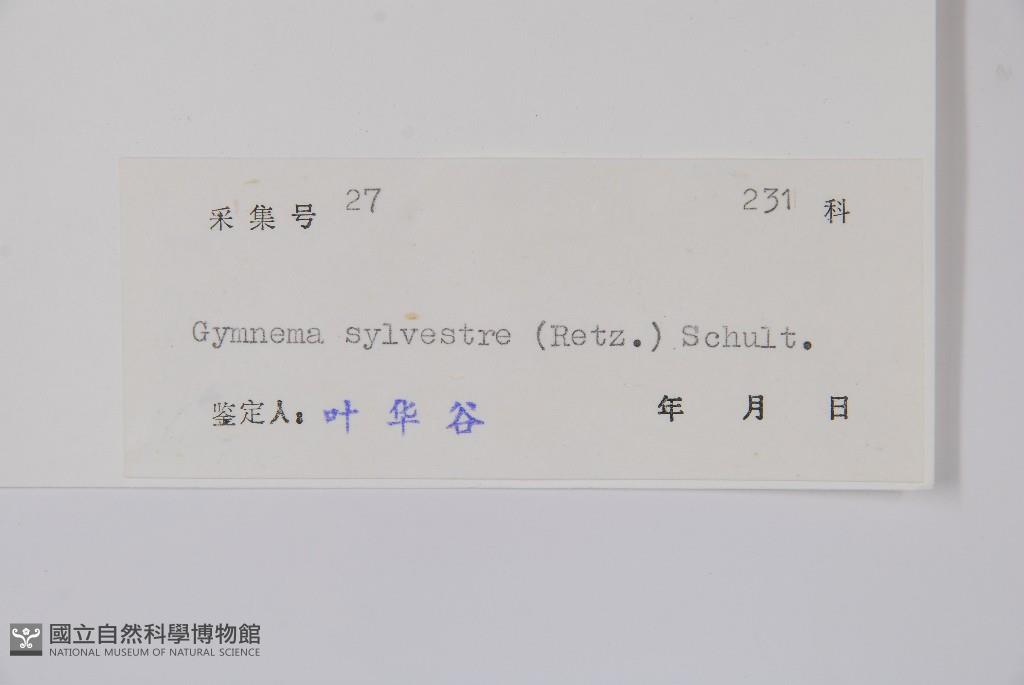 采集号 27 231 科
Gymnema sylvestre (Retz.) Schult.
鉴定人: 叶华谷 年 月 日
國立自然科學博物館
NATIONAL MUSEUM OF NATURAL SCIENCE